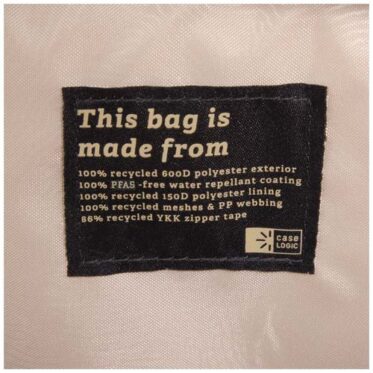 This bag is
made from
100% recycled 600D polyester exterior
100% PFAS -free water repellant coating
100% recycled 150D polyester lining
100% recycled meshes & PP webbing
86% recycled YKK zipper tape
case
LOGIC